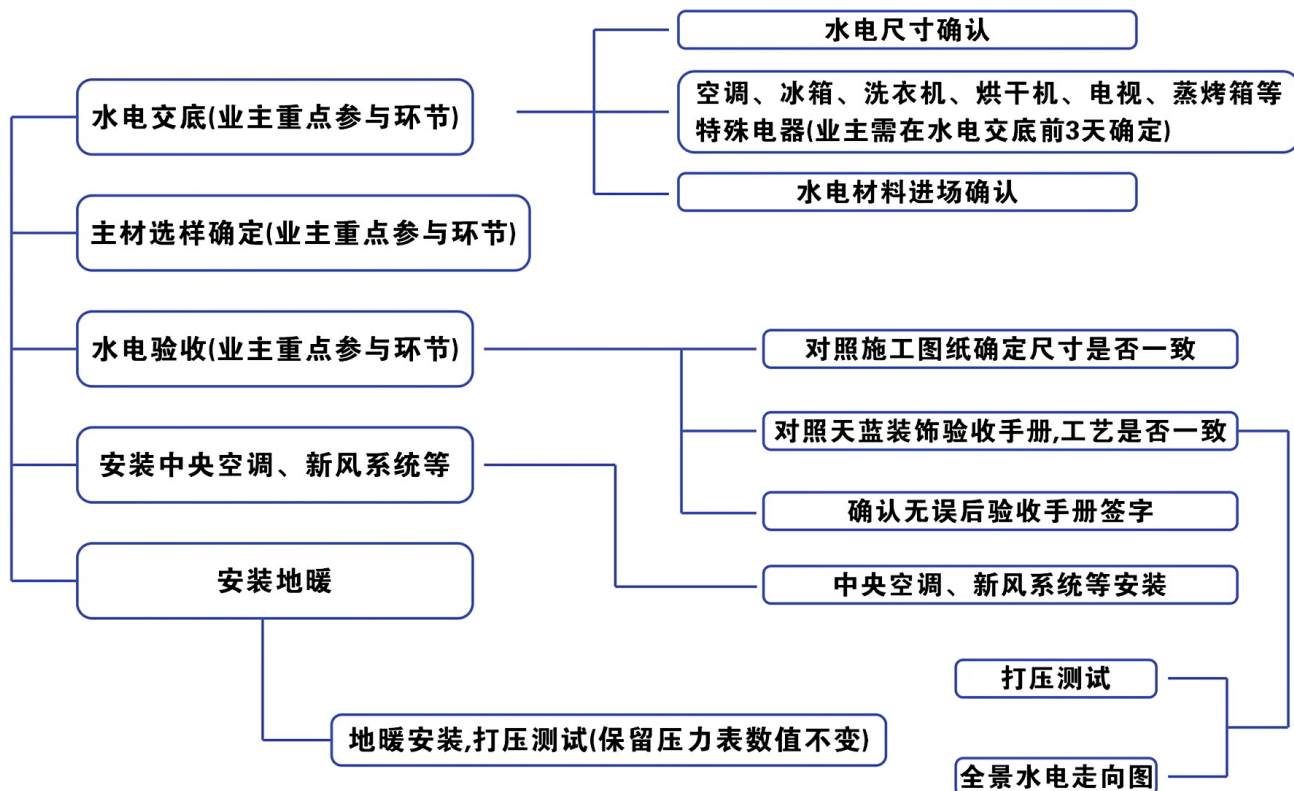 水电尺寸确认
水电交底(业主重点参与环节)
空调、冰箱、洗衣机、烘干机、电视、蒸烤箱等
特殊电器(业主需在水电交底前3天确定)
水电材料进场确认
主材选样确定(业主重点参与环节)
水电验收(业主重点参与环节)
对照施工图纸确定尺寸是否一致
对照天蓝装饰验收手册,工艺是否一致
确认无误后验收手册签字
安装中央空调、新风系统等
中央空调、新风系统等安装
安装地暖
打压测试
地暖安装,打压测试(保留压力表数值不变)
全景水电走向图